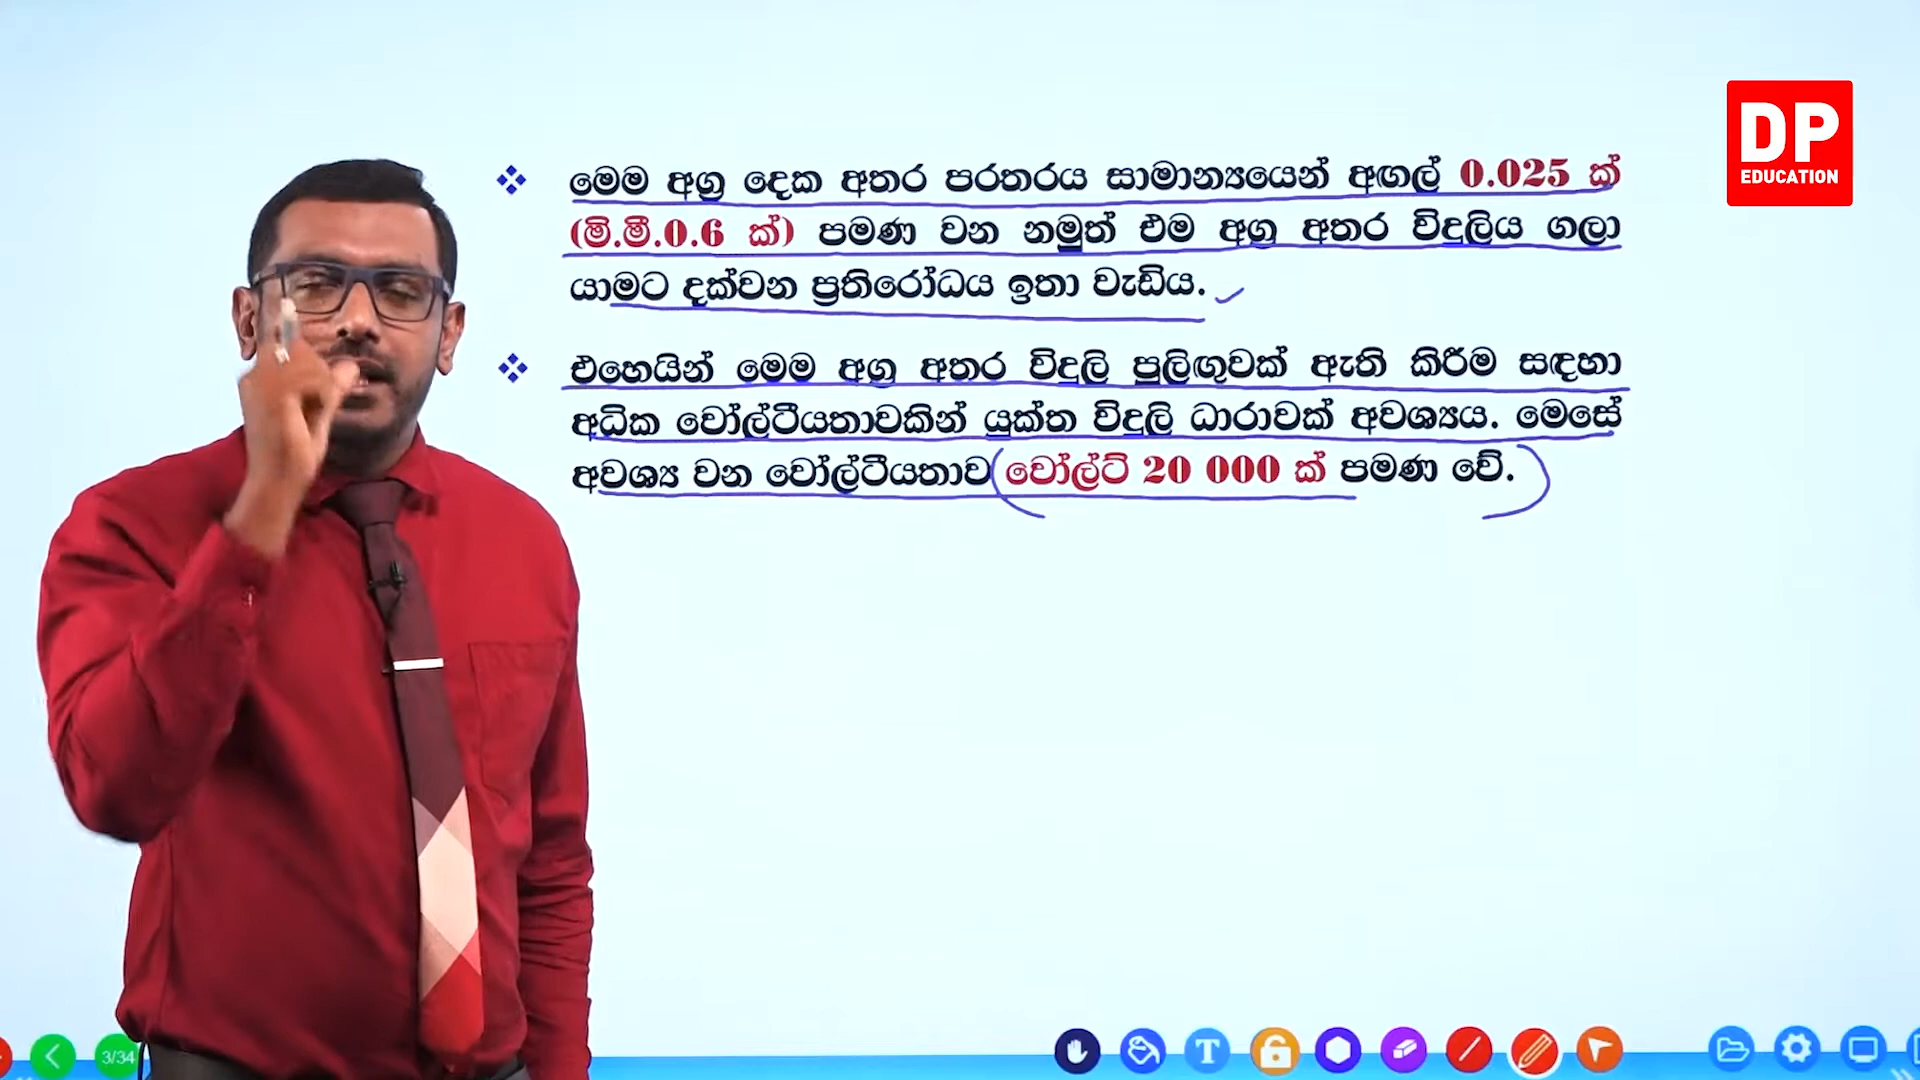 මෙම අග්‍ර දෙක අතර පරතරය සාමාන්‍යයෙන් අඟල් 0.025 ක්
(මි.මී.0.6 ක්) පමණ වන නමුත් එම අග්‍ර අතර විදුලිය ගලා
යාමට දක්වන ප්‍රතිරෝධය ඉතා වැඩිය.
එහෙයින් මෙම අග්‍ර අතර විදුලි පුලිඟුවක් ඇති කිරීම සඳහා
අධික වෝල්ටීයතාවකින් යුක්ත විදුලි ධාරාවක් අවශ්‍යය. මෙසේ
අවශ්‍ය වන වෝල්ටීයතාව වෝල්ට් 20 000 ක් පමණ වේ.
DP
EDUCATION
3/34
T